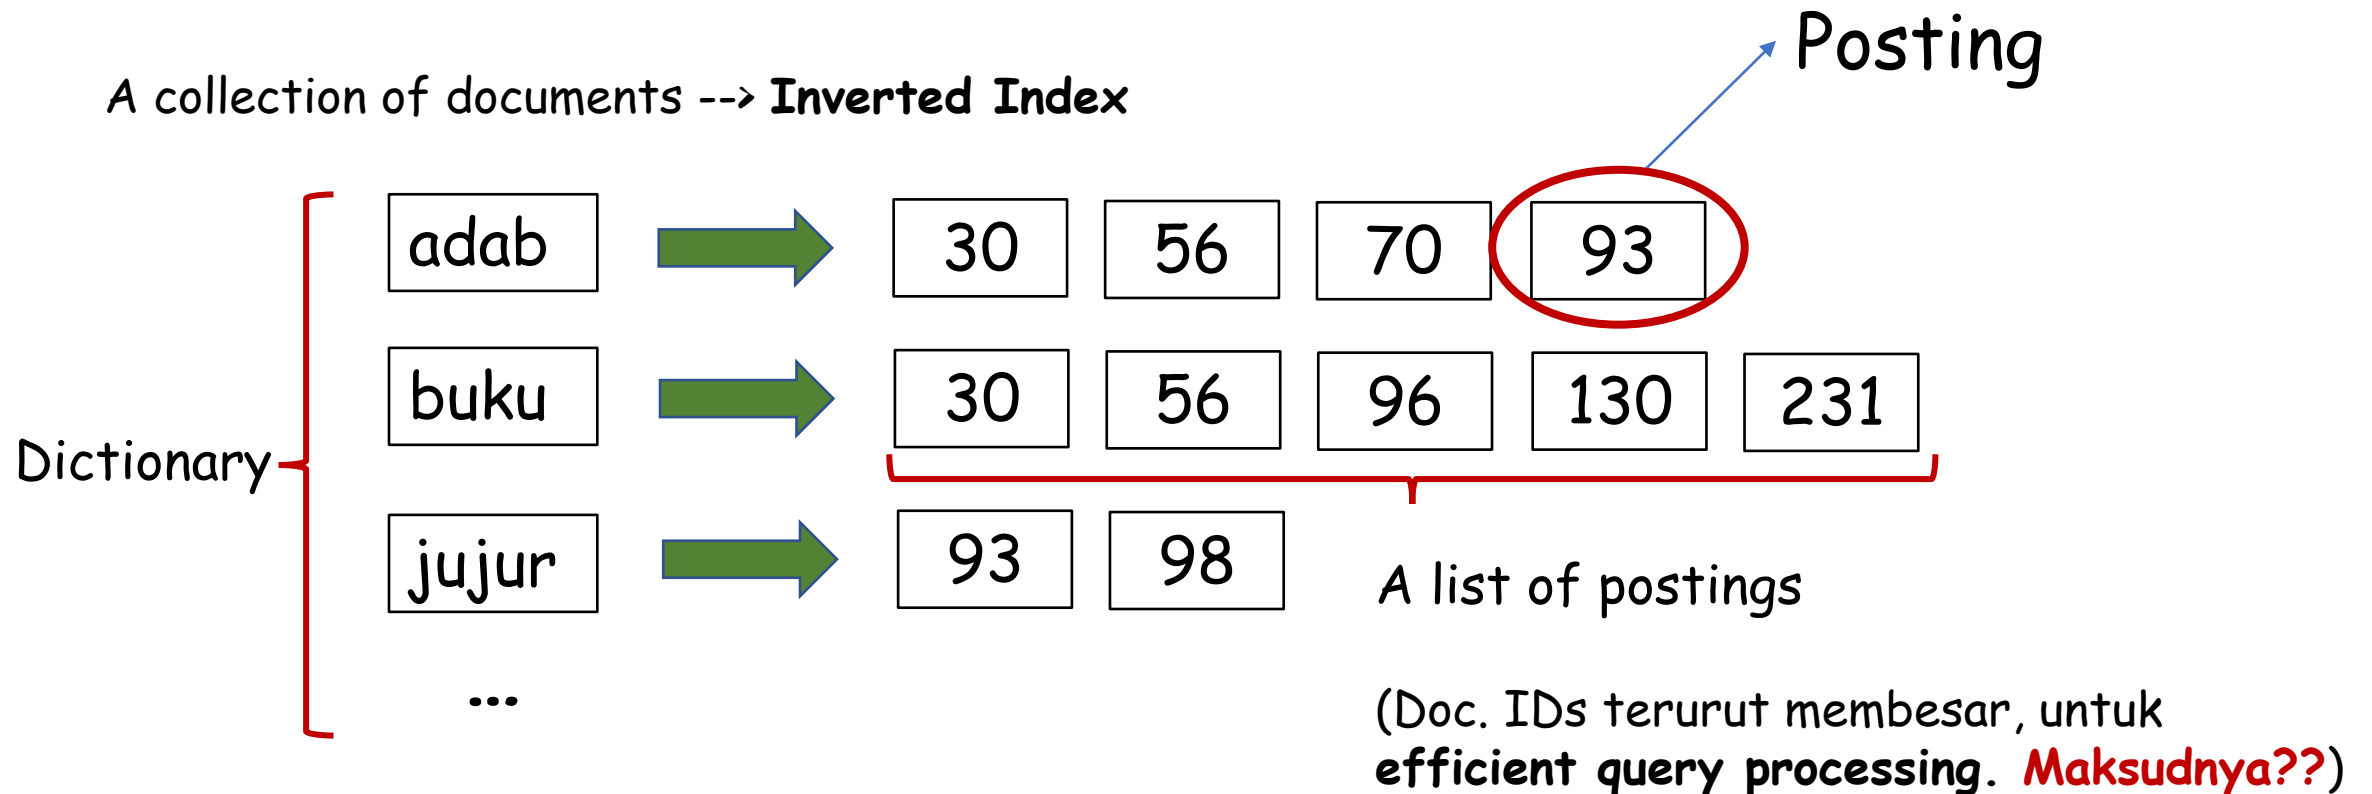 Posting
A collection of documents --> Inverted Index
adab 30 56 70 93
buku 30 56 96 130 231
Dictionary
jujur 93 98
A list of postings
...
(Doc. IDs terurut membesar, untuk
efficient query processing. Maksudnya??)